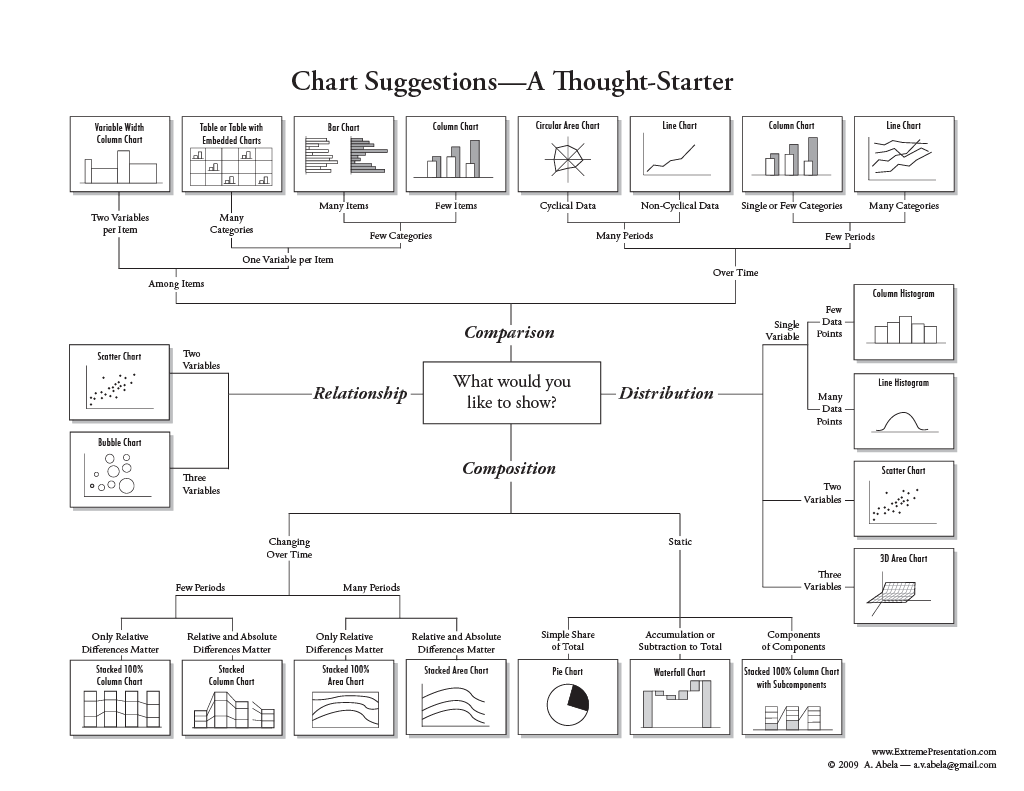 Chart Suggestions—A Thought-Starter
Variable Width
Column Chart
Table or Table with
Embedded Charts
Bar Chart
Column Chart
Circular Area Chart
Line Chart
Column Chart
Line Chart
Two Variables
per Item
Many
Categories
Many Items
Few Items
Cyclical Data
Non-Cyclical Data
Single or Few Categories
Many Categories
Few Categories
Many Periods
Few Periods
One Variable per Item
Over Time
Among Items
Comparison
What would you
like to show?
Relationship
Two
Variables
Scatter Chart
Bubble Chart
Three
Variables
Distribution
Single
Variable
Few
Data
Points
Column Histogram
Many
Data
Points
Line Histogram
Two
Variables
Scatter Chart
Three
Variables
3D Area Chart
Composition
Changing
Over Time
Static
Few Periods
Many Periods
Only Relative
Differences Matter
Relative and Absolute
Differences Matter
Only Relative
Differences Matter
Relative and Absolute
Differences Matter
Simple Share
of Total
Accumulation or
Subtraction to Total
Components
of Components
Stacked 100%
Column Chart
Stacked
Column Chart
Stacked 100%
Area Chart
Stacked Area Chart
Pie Chart
Waterfall Chart
Stacked 100% Column Chart
with Subcomponents
www.ExtremePresentation.com
© 2009 A. Abela — a.v.abela@gmail.com